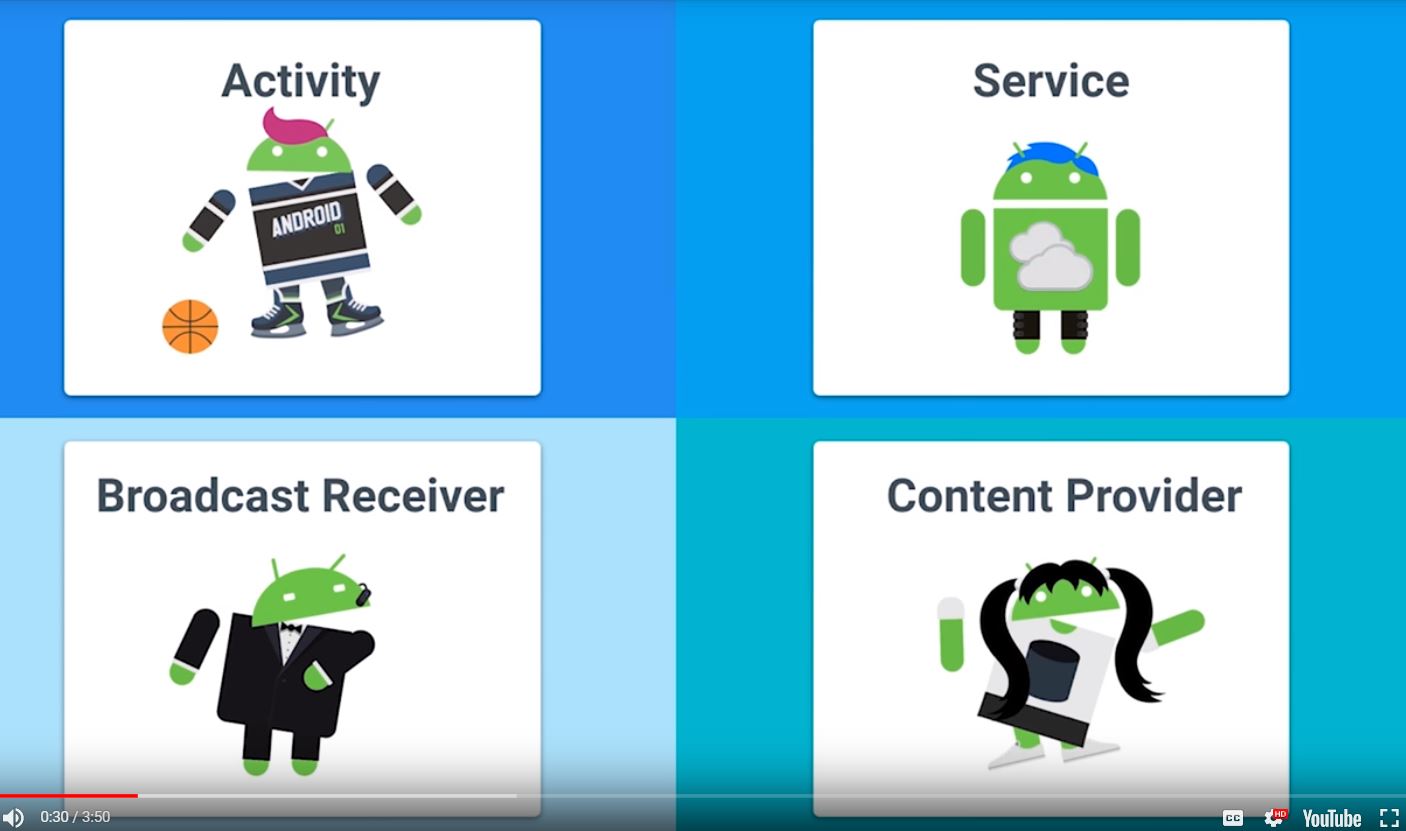 Activity
Service
ANDROID
01
Broadcast Receiver
Content Provider
0:30 / 3:50
CC
HD
YouTube